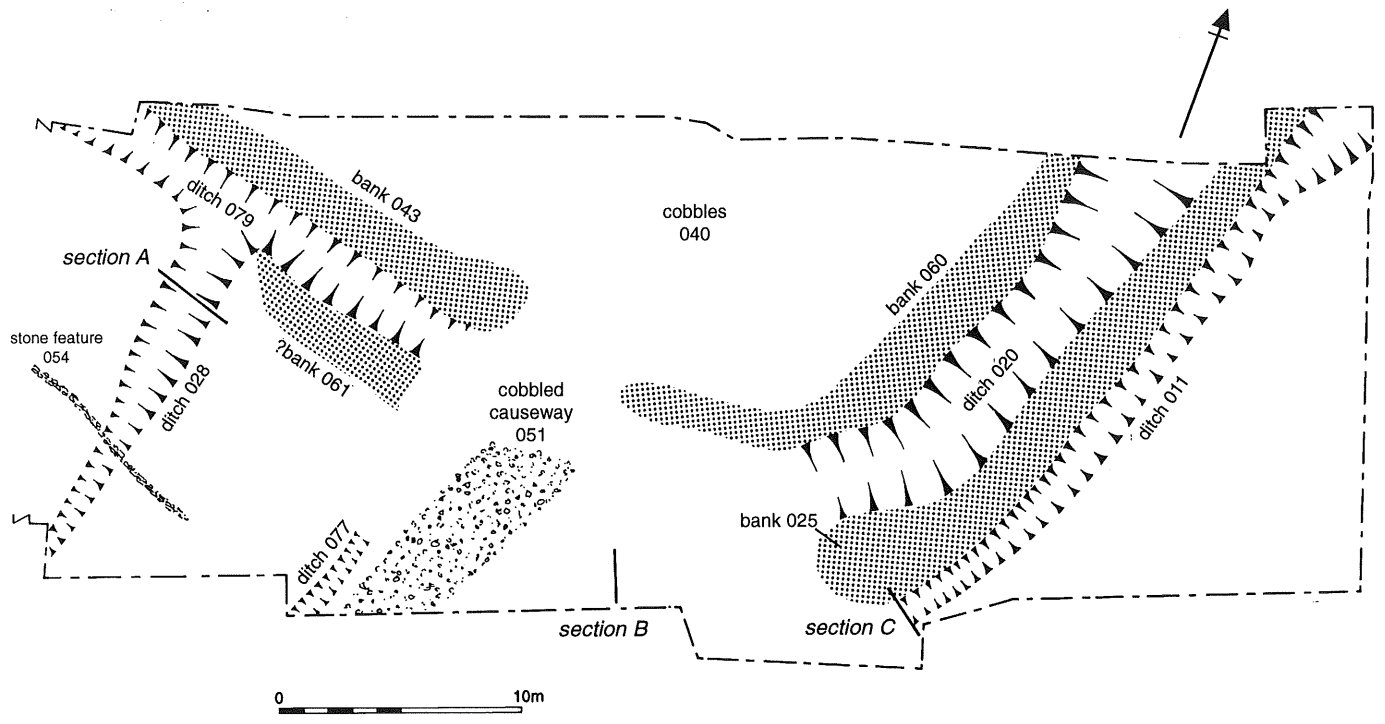 bank 043
ditch 079
cobbles
040
section A
bank 060
stone feature
054
?bank 061
ditch 028
ditch 020
cobbled
causeway
051
ditch 011
bank 025
ditch 077
section B
section C
0
10m